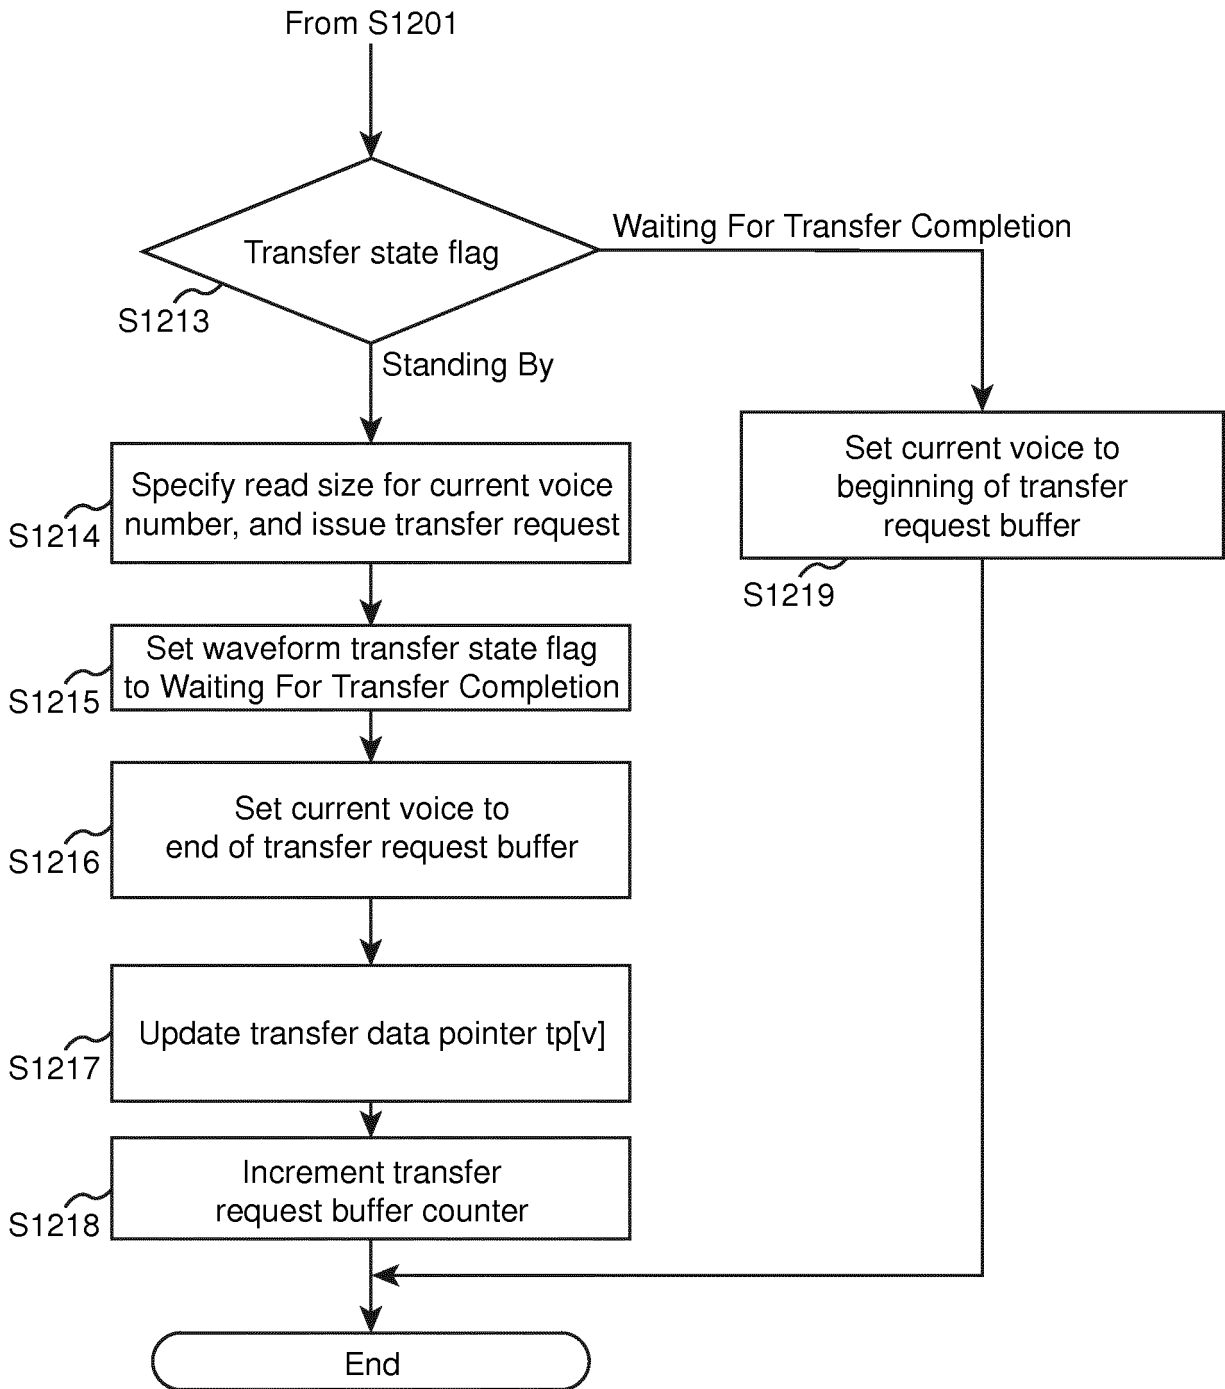 From S1201
Waiting For Transfer Completion
Transfer state flag
S1213
Standing By
Specify read size for current voice
number, and issue transfer request
S1214
Set current voice to
beginning of transfer
request buffer
S1219
Set waveform transfer state flag
to Waiting For Transfer Completion
S1215
Set current voice to
end of transfer request buffer
S1216
Update transfer data pointer tp[v]
S1217
Increment transfer
request buffer counter
S1218
End